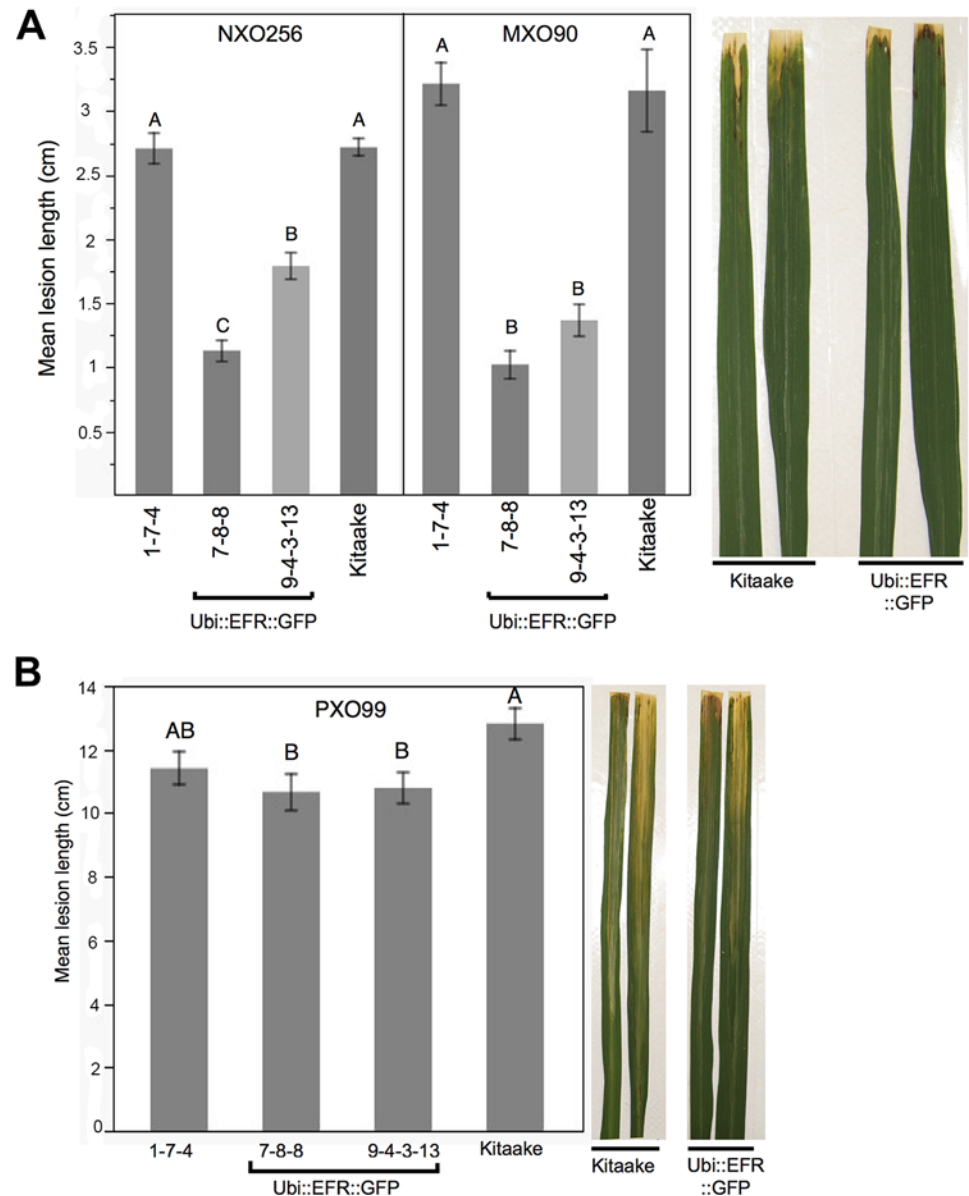 A
NXO256
MXO90
Mean lesion length (cm)
3.5
3
2.5
2
1.5
1
0.5
A
C
B
A
A
B
B
A
1-7-4
7-8-8
9-4-3-13
Kitaake
1-7-4
7-8-8
9-4-3-13
Kitaake
Ubi::EFR::GFP
Ubi::EFR::GFP
Kitaake
Ubi::EFR
::GFP
B
PXO99
Mean lesion length (cm)
14
12
10
8
6
4
2
0
AB
B
B
A
1-7-4
7-8-8
9-4-3-13
Kitaake
Ubi::EFR::GFP
Kitaake
Ubi::EFR
::GFP